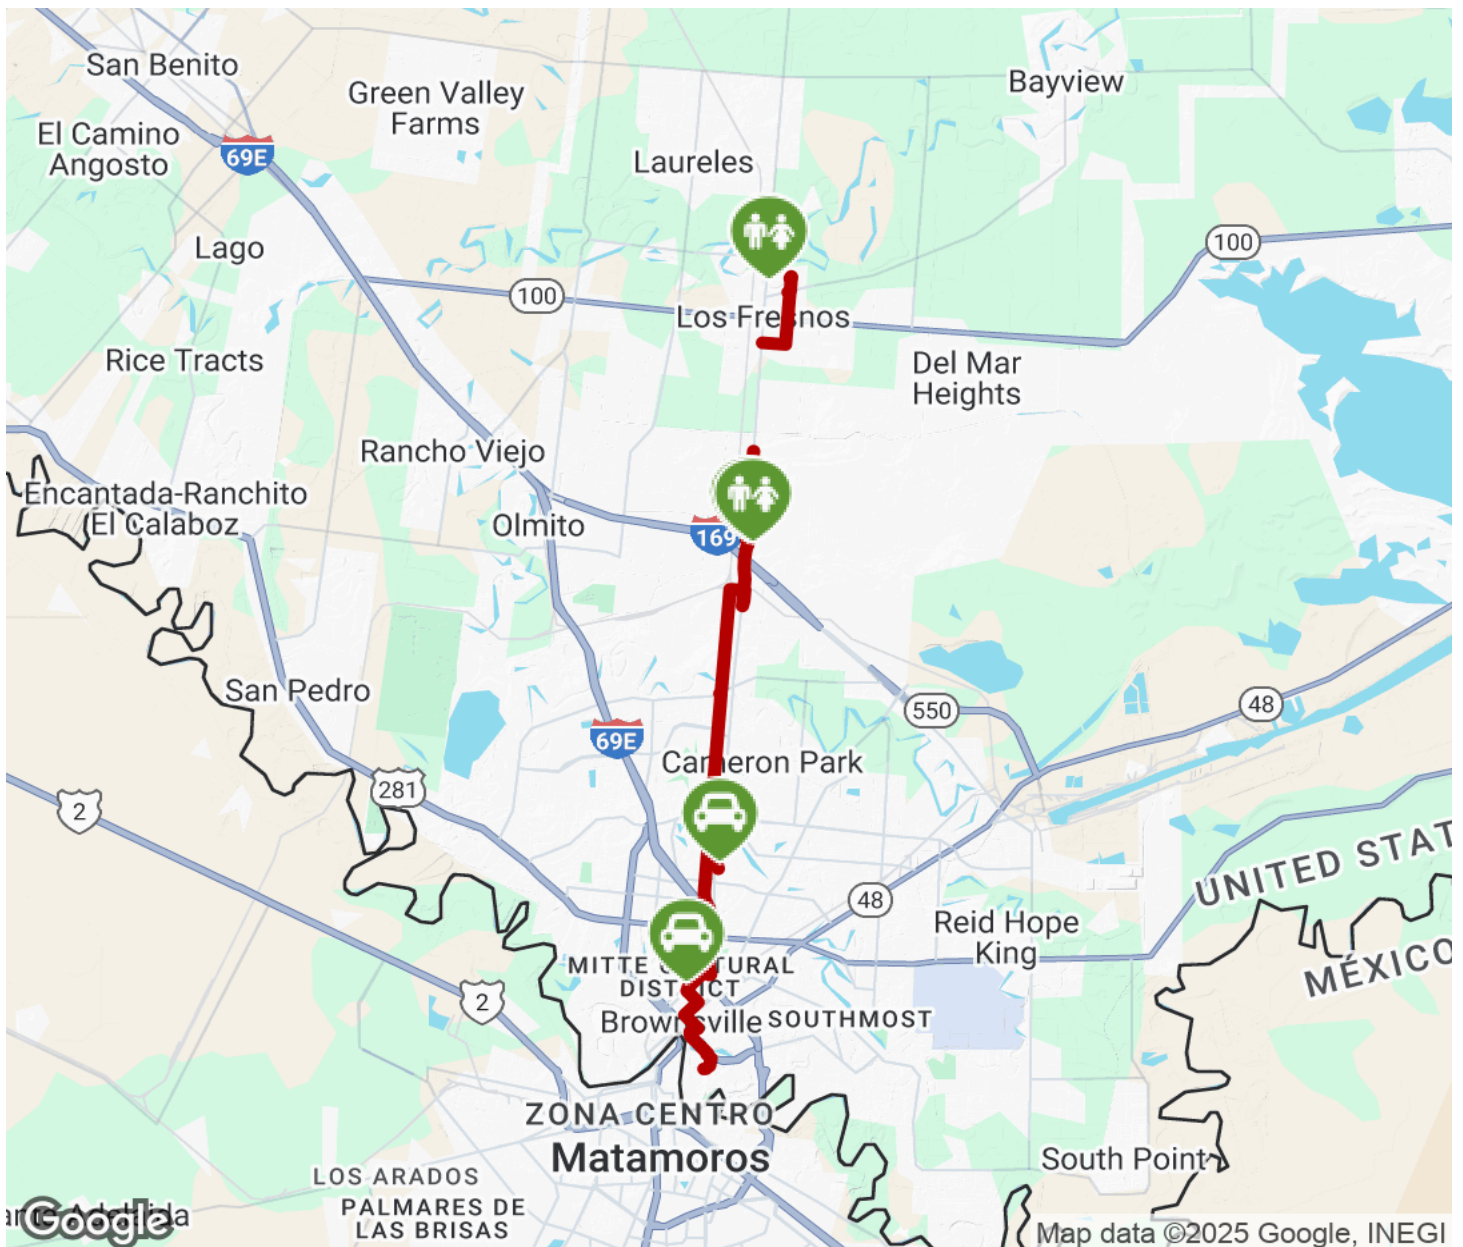 San Benito
Bayview
Green Valley
Farms
El Camino
Angosto
69E
Laureles
Lago
100
100
Los Fresnos
Rice Tracts
Del Mar
Heights
Rancho Viejo
Encantada-Ranchito
El Calaboz
Olmito
169
San Pedro
550
48
69E
Cameron Park
281
2
UNITED STAT
48
Reid Hope
King
MÉXICO
MITTE CULTURAL
DISTRICT
2
Brownsville
SOUTHMOST
ZONA CENTRO
Matamoros
South Point
LOS ARADOS
PALMARES DE
LAS BRISAS
Google
Map data ©2025 Google, INEGI